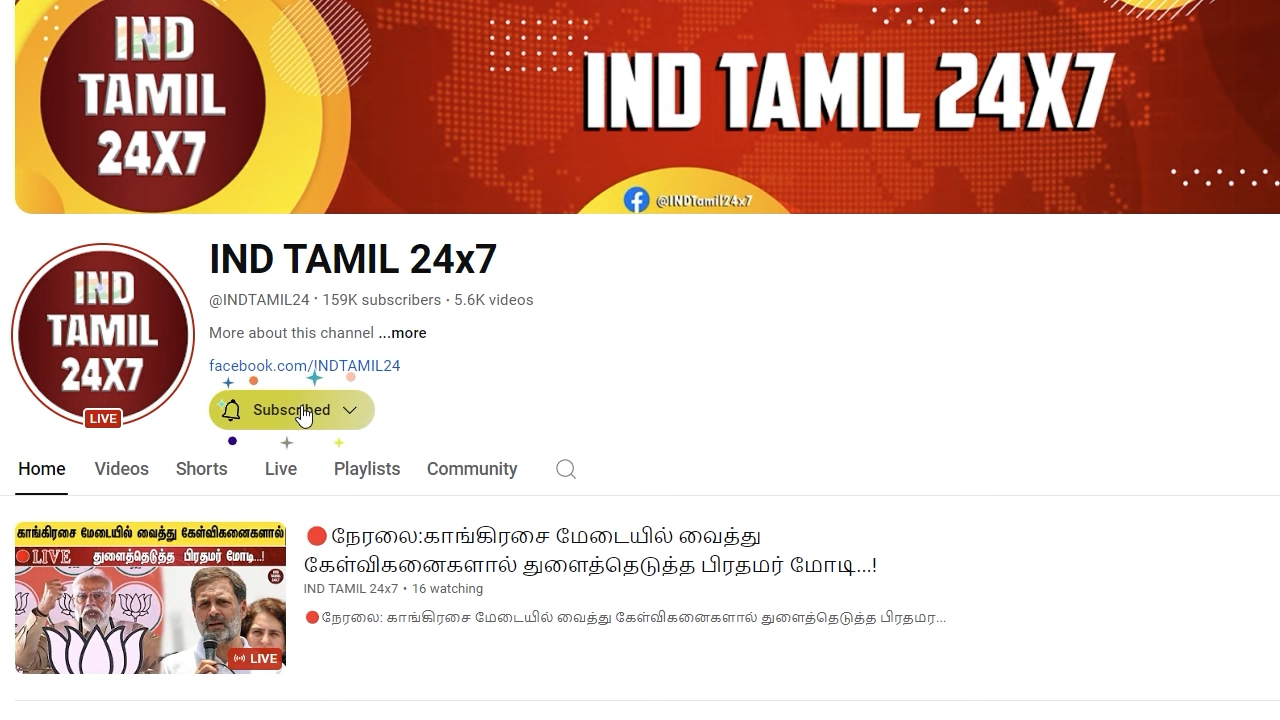 IND
TAMIL
24X7
IND TAMIL 24X7
@INDTamil24x7
IND
TAMIL
24X7
LIVE
IND TAMIL 24x7
@INDTAMIL24 · 159K subscribers · 5.6K videos
More about this channel ...more
facebook.com/INDTAMIL24
Subscribed
Home Videos Shorts Live Playlists Community
காங்கிரசை மேடையில் வைத்து கேள்விகனைகளால்
🔴LIVE துளைத்தெடுத்த பிரதமர் மோடி...!
LIVE
🔴நேரலை:காங்கிரசை மேடையில் வைத்து
கேள்விகனைகளால் துளைத்தெடுத்த பிரதமர் மோடி...!
IND TAMIL 24x7 • 16 watching
🔴நேரலை: காங்கிரசை மேடையில் வைத்து கேள்விகனைகளால் துளைத்தெடுத்த பிரதமர...